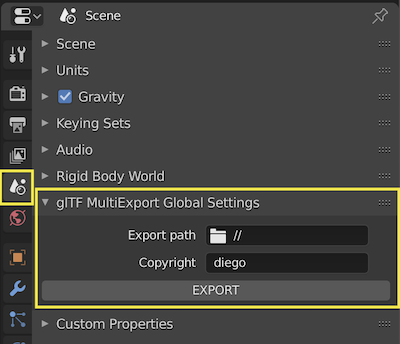 Scene
Scene
Units
Gravity
Keying Sets
Audio
Rigid Body World
glTF MultiExport Global Settings
Export path //
Copyright diego
EXPORT
Custom Properties